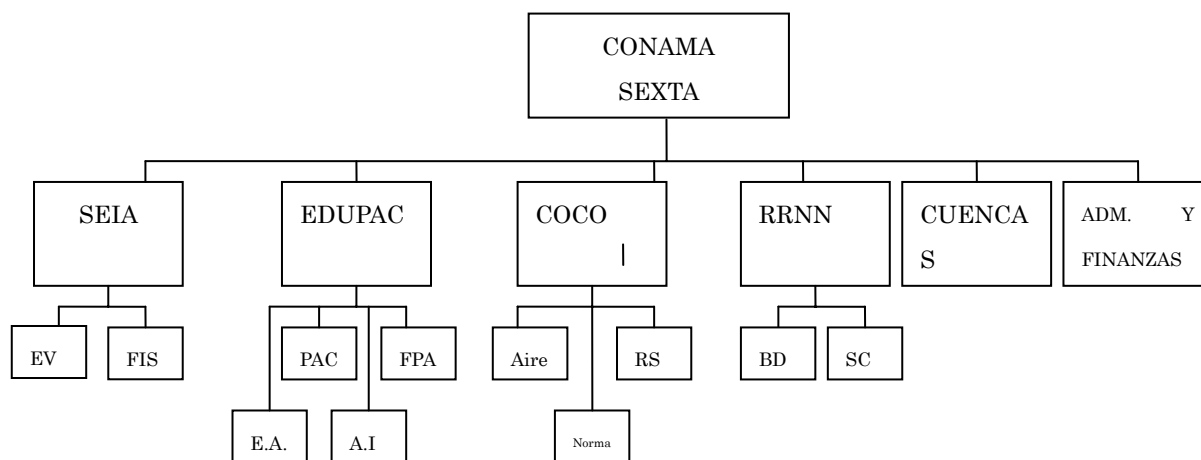 CONAMA
SEXTA
SEIA
EDUPAC
COCO
RRNN
CUENCA
S
ADM. Y
FINANZAS
EV
FIS
PAC
FPA
Aire
RS
BD
SC
E.A.
A.I
Norma